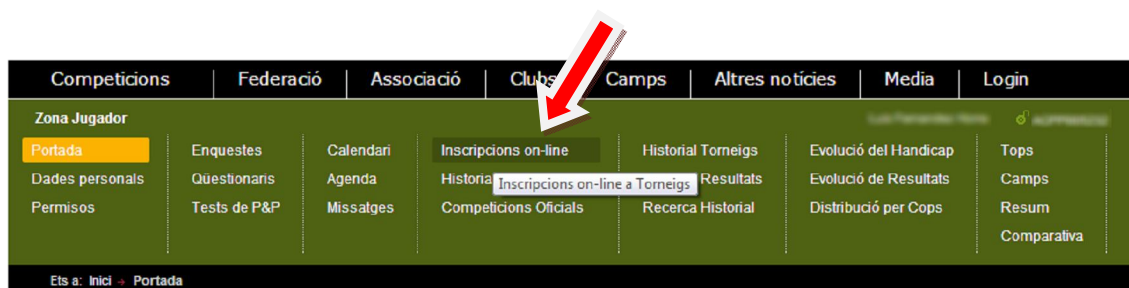 Competicions Federació Associació Clubs Camps Altres notícies Media Login
Zona Jugador
Portada Enquestes Calendari Inscripcions on-line Historial Torneigs Evolució del Handicap Tops
Dades personals Qüestionaris Agenda Historia Inscripcions on-line a Torneigs Resultats Evolució de Resultats Camps
Permisos Tests de P&P Missatges Competicions Oficials Recerca Historial Distribució per Cops Resum
Comparativa
Ets a: Inici → Portada